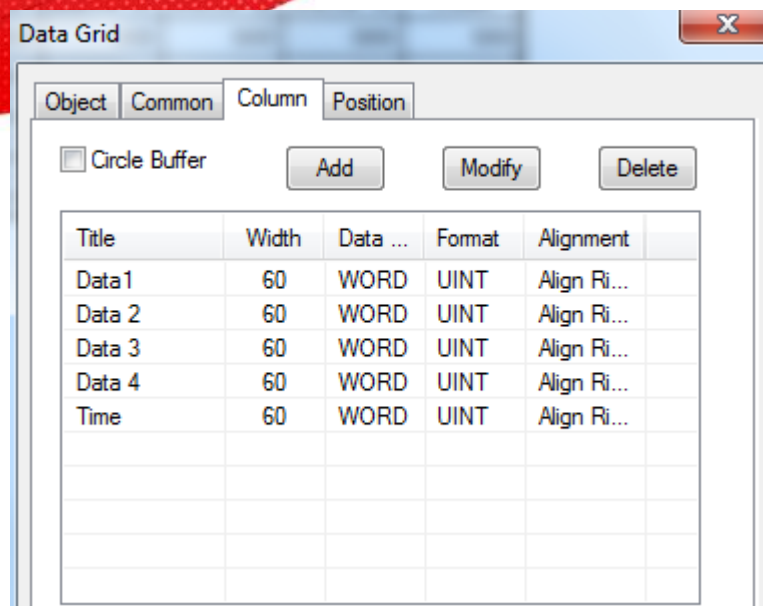 Data Grid
Object Common Column Position
Circle Buffer Add Modify Delete
Title Width Data ... Format Alignment
Data1 60 WORD UINT Align Ri...
Data 2 60 WORD UINT Align Ri...
Data 3 60 WORD UINT Align Ri...
Data 4 60 WORD UINT Align Ri...
Time 60 WORD UINT Align Ri...